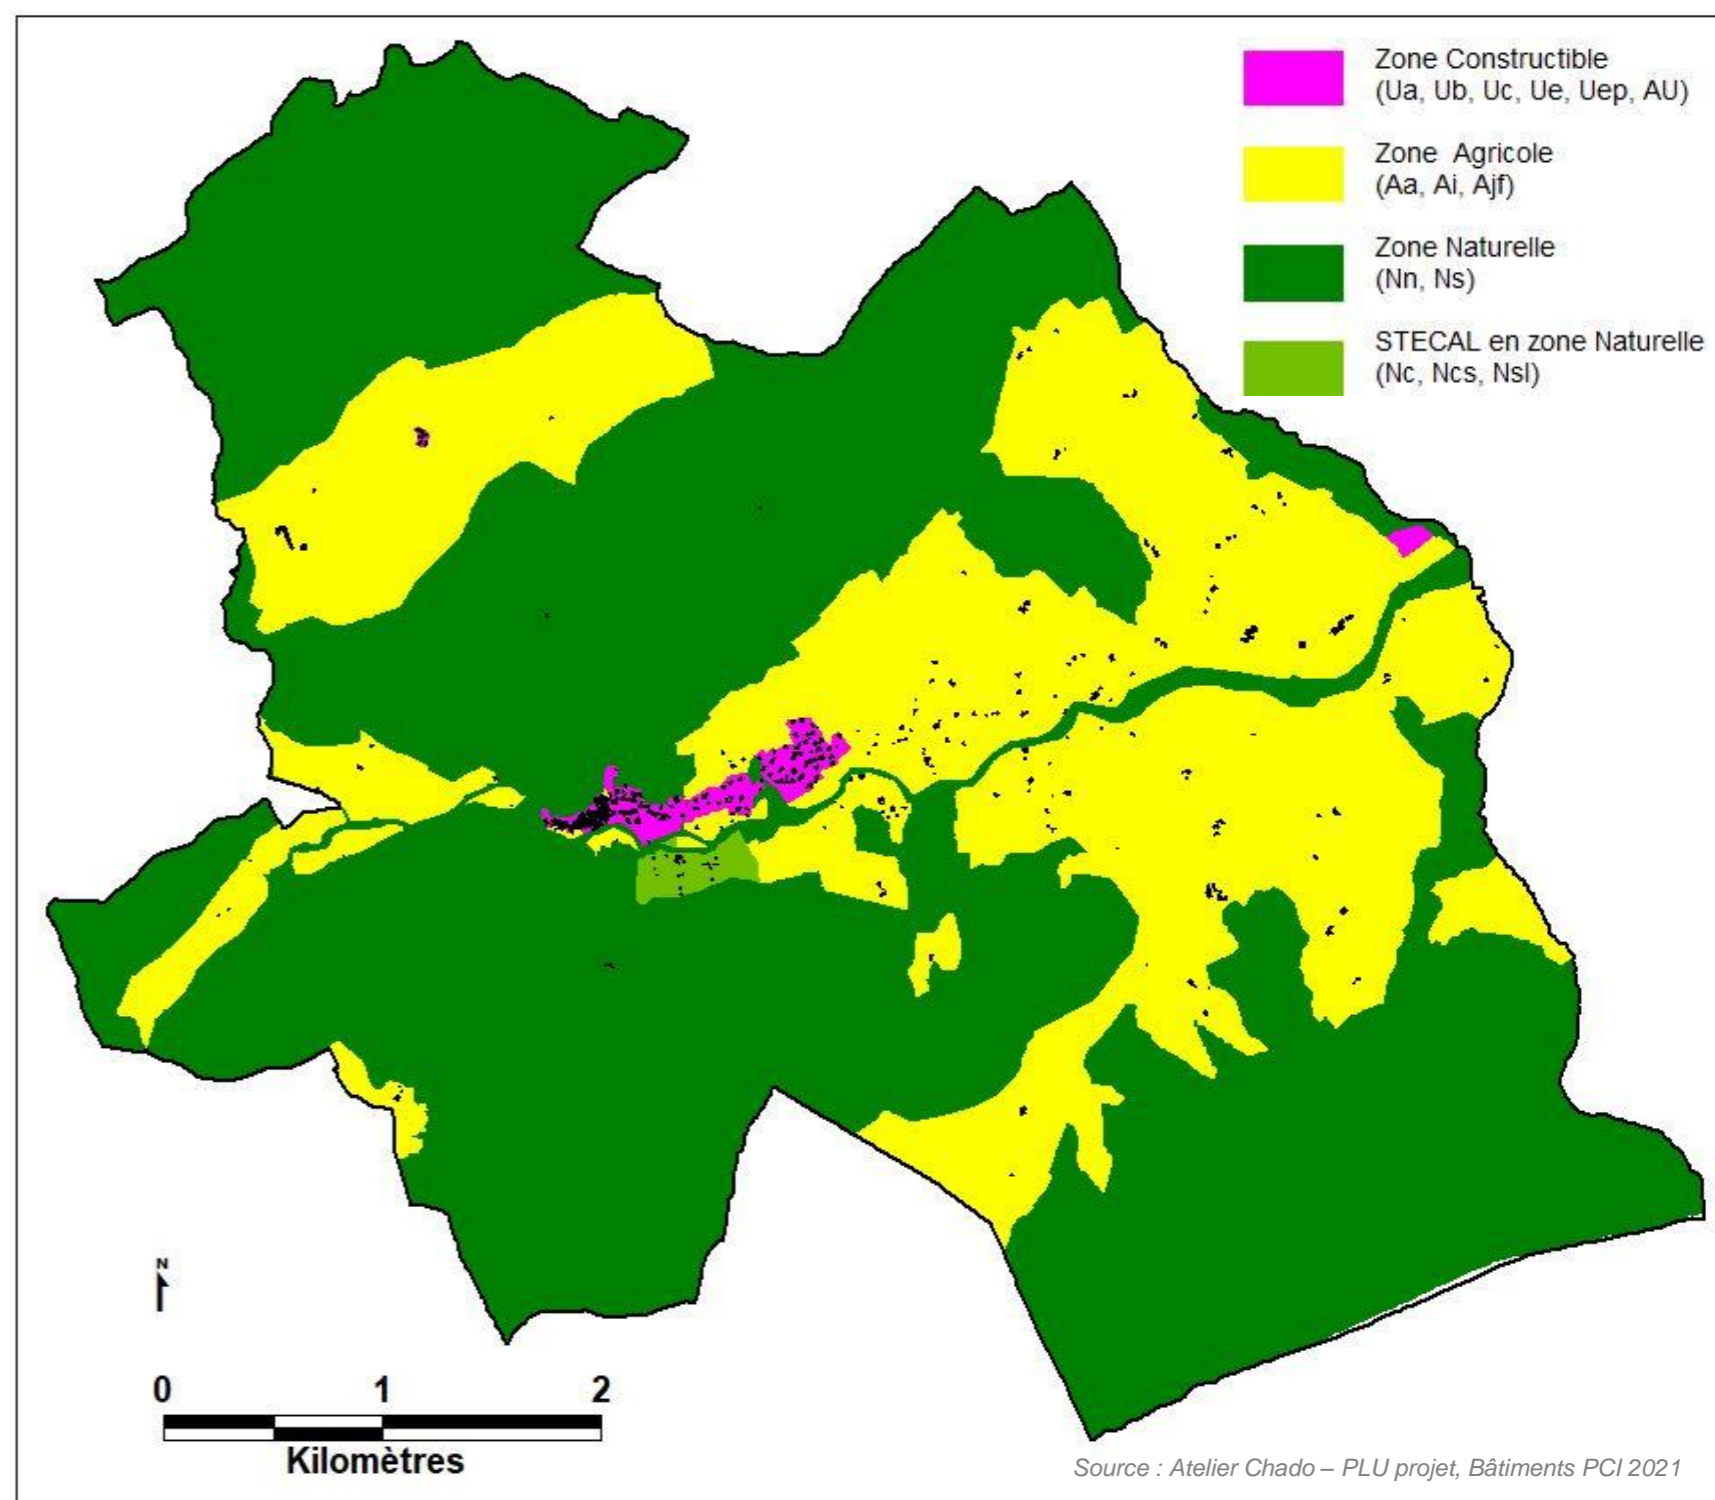 Zone Constructible
(Ua, Ub, Uc, Ue, Uep, AU)
Zone Agricole
(Aa, Ai, Ajf)
Zone Naturelle
(Nn, Ns)
STECAL en zone Naturelle
(Nc, Ncs, Nsl)
N
0 1 2
Kilomètres
Source : Atelier Chado – PLU projet, Bâtiments PCI 2021